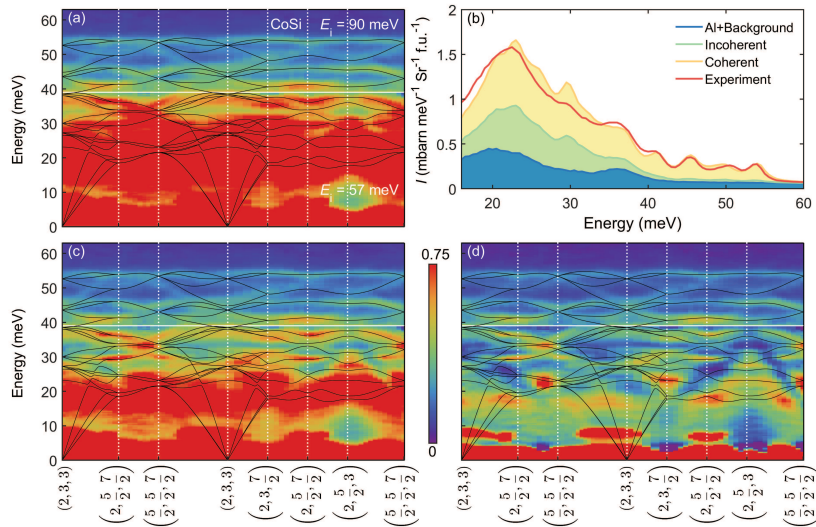 (a) CoSi E_i = 90 meV
E_i = 57 meV
Energy (meV)
60
50
40
30
20
10
0
(b)
Al+Background
Incoherent
Coherent
Experiment
I (mbarn meV⁻¹ Sr⁻¹ f.u.⁻¹)
2
1.5
1
0.5
0
20 30 40 50 60
Energy (meV)
(c)
Energy (meV)
60
50
40
30
20
10
0
0.75
0
(d)
(2,3,3)
(2, 5/2, 7/2)
(5/2, 5/2, 7/2)
(2,3,3)
(2,3, 7/2)
(2, 5/2, 7/2)
(2, 5/2, 3)
(5/2, 5/2, 7/2)
(2,3,3)
(2, 5/2, 7/2)
(5/2, 5/2, 7/2)
(2,3,3)
(2,3, 7/2)
(2, 5/2, 7/2)
(2, 5/2, 3)
(5/2, 5/2, 7/2)